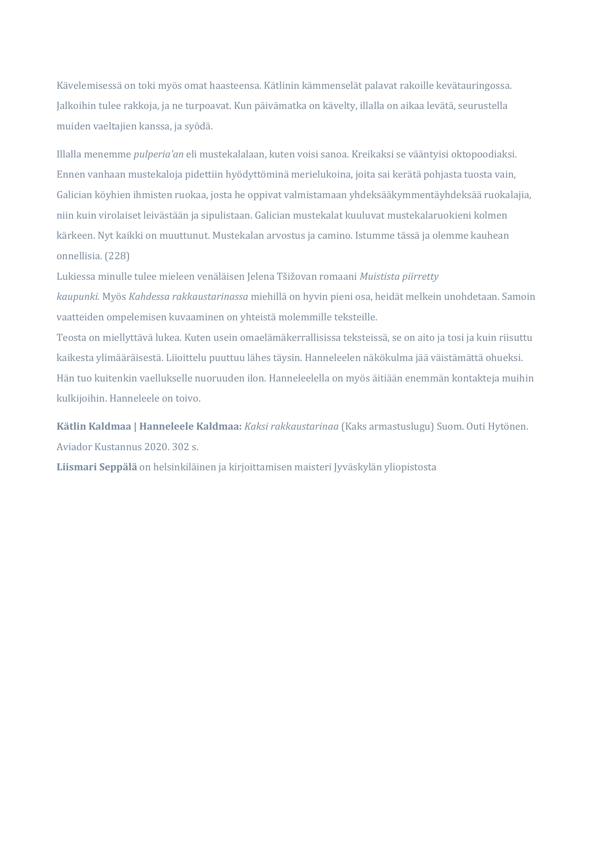 Kävelemisessä on toki myös omat haasteensa. Kätlinin kämmenselät palavat rakoille kevätauringossa.
Jalkoihin tulee rakkoja, ja ne turpoavat. Kun päivämatka on kävelty, illalla on aikaa levätä, seurustella
muiden vaeltajien kanssa, ja syödä.
Illalla menemme pulperia'an eli mustekalalaan, kuten voisi sanoa. Kreikaksi se vääntyisi oktopoodiaksi.
Ennen vanhaan mustekaloja pidettiin hyödyttöminä merielukoina, joita sai kerätä pohjasta tuosta vain,
Galician köyhien ihmisten ruokaa, josta he oppivat valmistamaan yhdeksääkymmentäyhdeksää ruokalajia,
niin kuin virolaiset leivästään ja sipulistaan. Galician mustekalat kuuluvat mustekalaruokieni kolmen
kärkeen. Nyt kaikki on muuttunut. Mustekalan arvostus ja camino. Istumme tässä ja olemme kauhean
onnellisia. (228)
Lukiessa minulle tulee mieleen venäläisen Jelena Tšižovan romaani Muistista piirretty
kaupunki. Myös Kahdessa rakkaustarinassa miehillä on hyvin pieni osa, heidät melkein unohdetaan. Samoin
vaatteiden ompelemisen kuvaaminen on yhteistä molemmille teksteille.
Teosta on miellyttävä lukea. Kuten usein omaelämäkerrallisissa teksteissä, se on aito ja tosi ja kuin riisuttu
kaikesta ylimääräisestä. Liioittelu puuttuu lähes täysin. Hanneleelen näkökulma jää väistämättä ohueksi.
Hän tuo kuitenkin vaellukselle nuoruuden ilon. Hanneleelella on myös äitiään enemmän kontakteja muihin
kulkijoihin. Hanneleele on toivo.
Kätlin Kaldmaa | Hanneleele Kaldmaa: Kaksi rakkaustarinaa (Kaks armastuslugu) Suom. Outi Hytönen.
Aviador Kustannus 2020. 302 s.
Liismari Seppälä on helsinkiläinen ja kirjoittamisen maisteri Jyväskylän yliopistosta